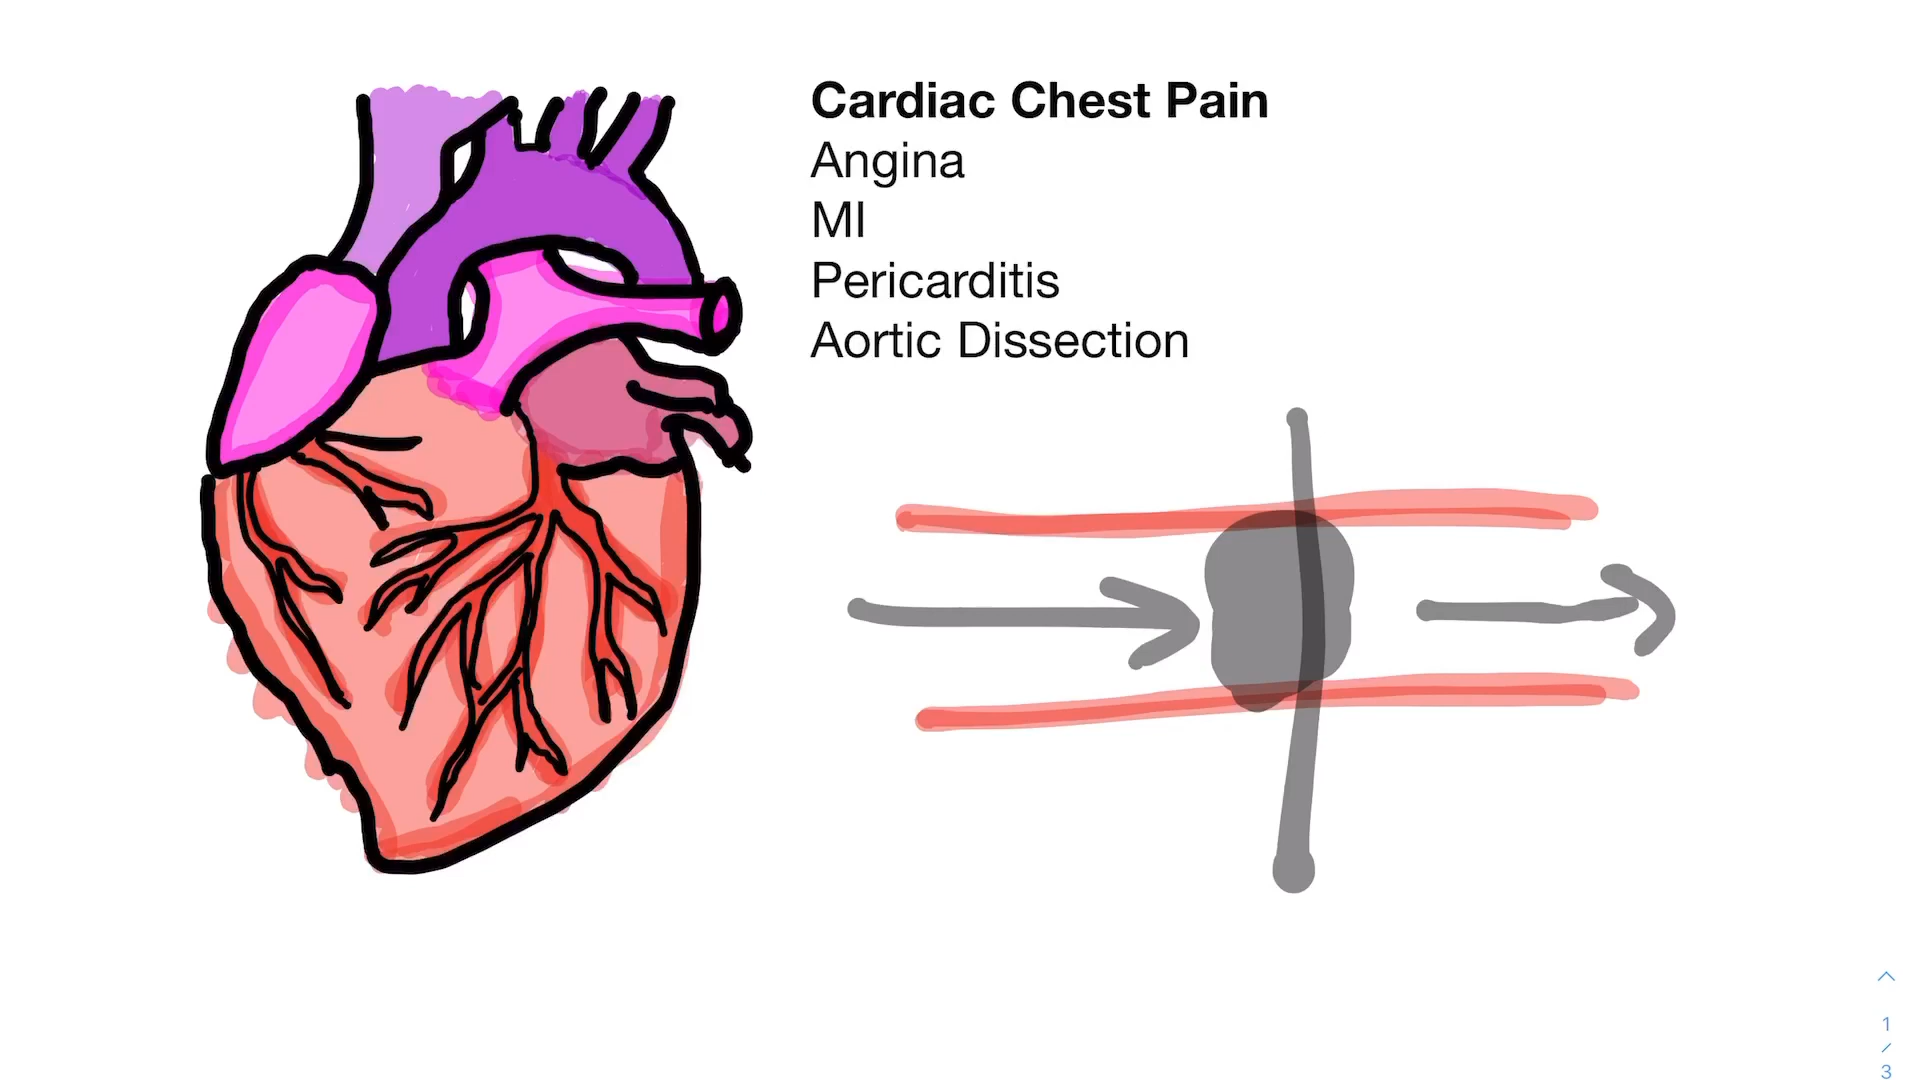 Cardiac Chest Pain
Angina
MI
Pericarditis
Aortic Dissection
1
/
3